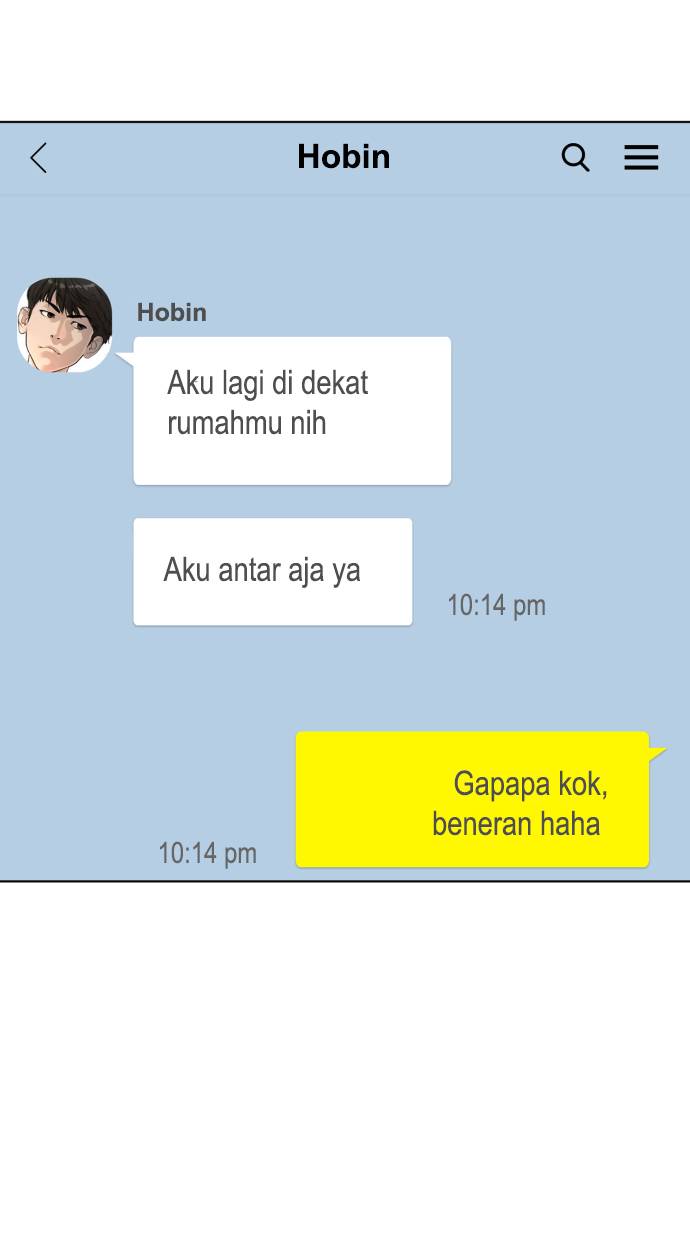 Hobin
Hobin
Aku lagi di dekat
rumahmu nih
Aku antar aja ya
10:14 pm
Gapapa kok,
beneran haha
10:14 pm